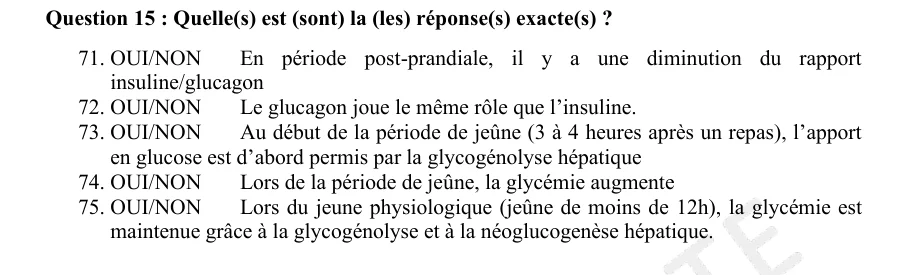 Question 15 : Quelle(s) est (sont) la (les) réponse(s) exacte(s) ?
71. OUI/NON En période post-prandiale, il y a une diminution du rapport
insuline/glucagon
72. OUI/NON Le glucagon joue le même rôle que l’insuline.
73. OUI/NON Au début de la période de jeûne (3 à 4 heures après un repas), l’apport
en glucose est d’abord permis par la glycogénolyse hépatique
74. OUI/NON Lors de la période de jeûne, la glycémie augmente
75. OUI/NON Lors du jeune physiologique (jeûne de moins de 12h), la glycémie est
maintenue grâce à la glycogénolyse et à la néoglucogenèse hépatique.